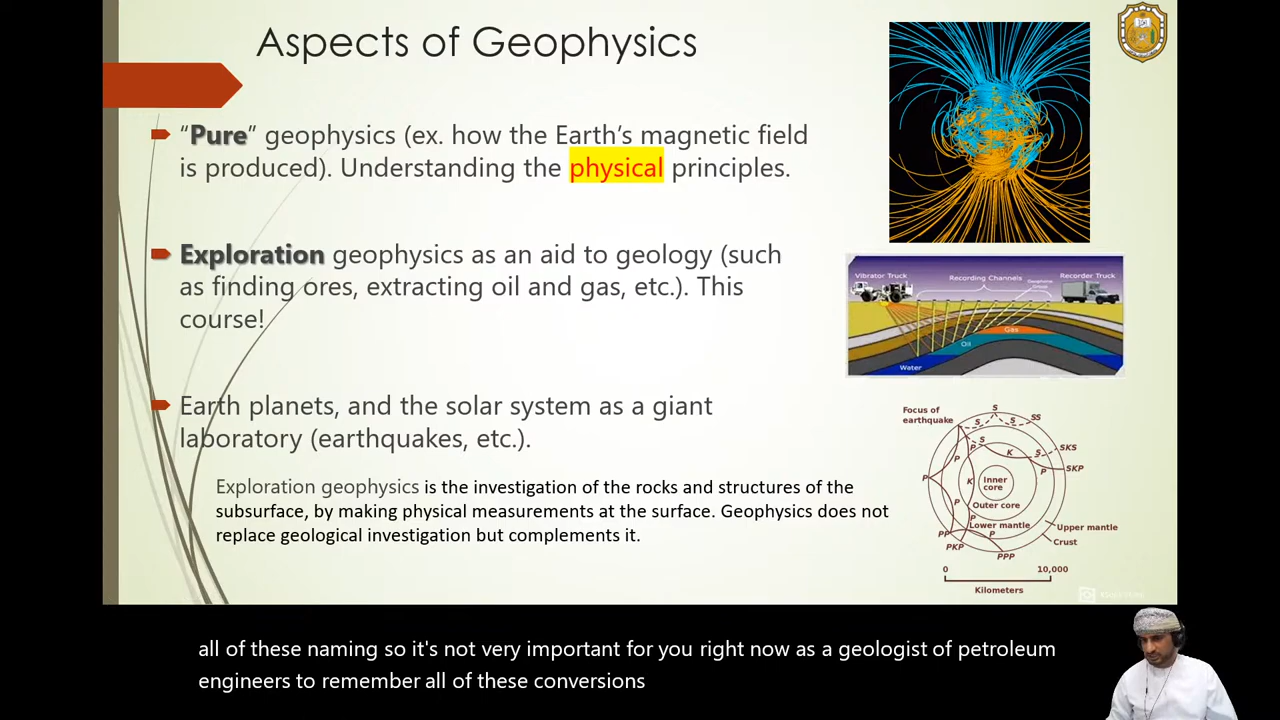 Aspects of Geophysics
"Pure" geophysics (ex. how the Earth's magnetic field
is produced). Understanding the physical principles.
Exploration geophysics as an aid to geology (such
as finding ores, extracting oil and gas, etc.). This
course!
Earth planets, and the solar system as a giant
laboratory (earthquakes, etc.).
Exploration geophysics is the investigation of the rocks and structures of the
subsurface, by making physical measurements at the surface. Geophysics does not
replace geological investigation but complements it.
Vibrator Truck
Recording Channels
Geophone
Group
Recorder Truck
Gas
Oil
Water
Focus of
earthquake
S
S
S
SS
S
P
P
K
S
SKS
SKP
P
P
K
Inner
core
P
Outer core
P
Lower mantle
P
PP
PKP
PPP
Upper mantle
Crust
0
10,000
Kilometers
all of these naming so it's not very important for you right now as a geologist of petroleum
engineers to remember all of these conversions